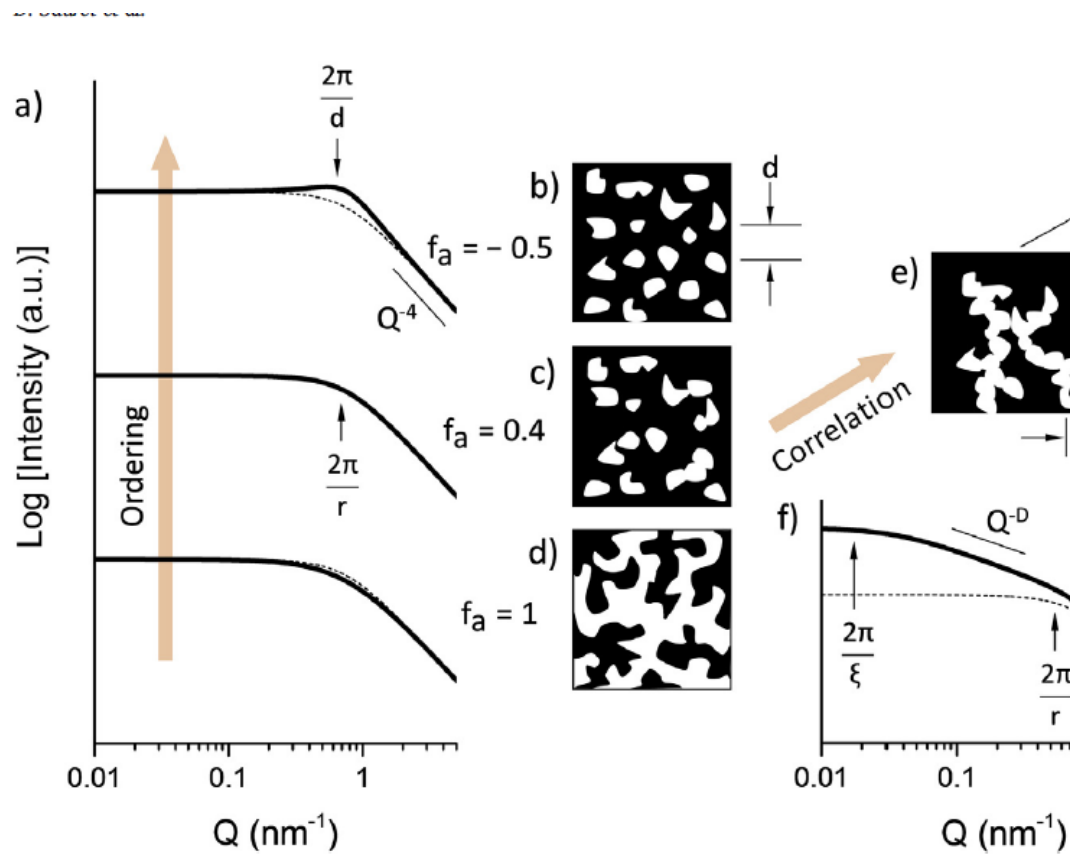 a)
2π
d
b)
d
f_a = − 0.5
Q^-4
e)
c)
Log [Intensity (a.u.)]
Ordering
f_a = 0.4
2π
r
Correlation
d)
f)
Q^-D
f_a = 1
2π
ξ
2π
r
0.01
0.1
1
0.01
0.1
Q (nm^-1)
Q (nm^-1)